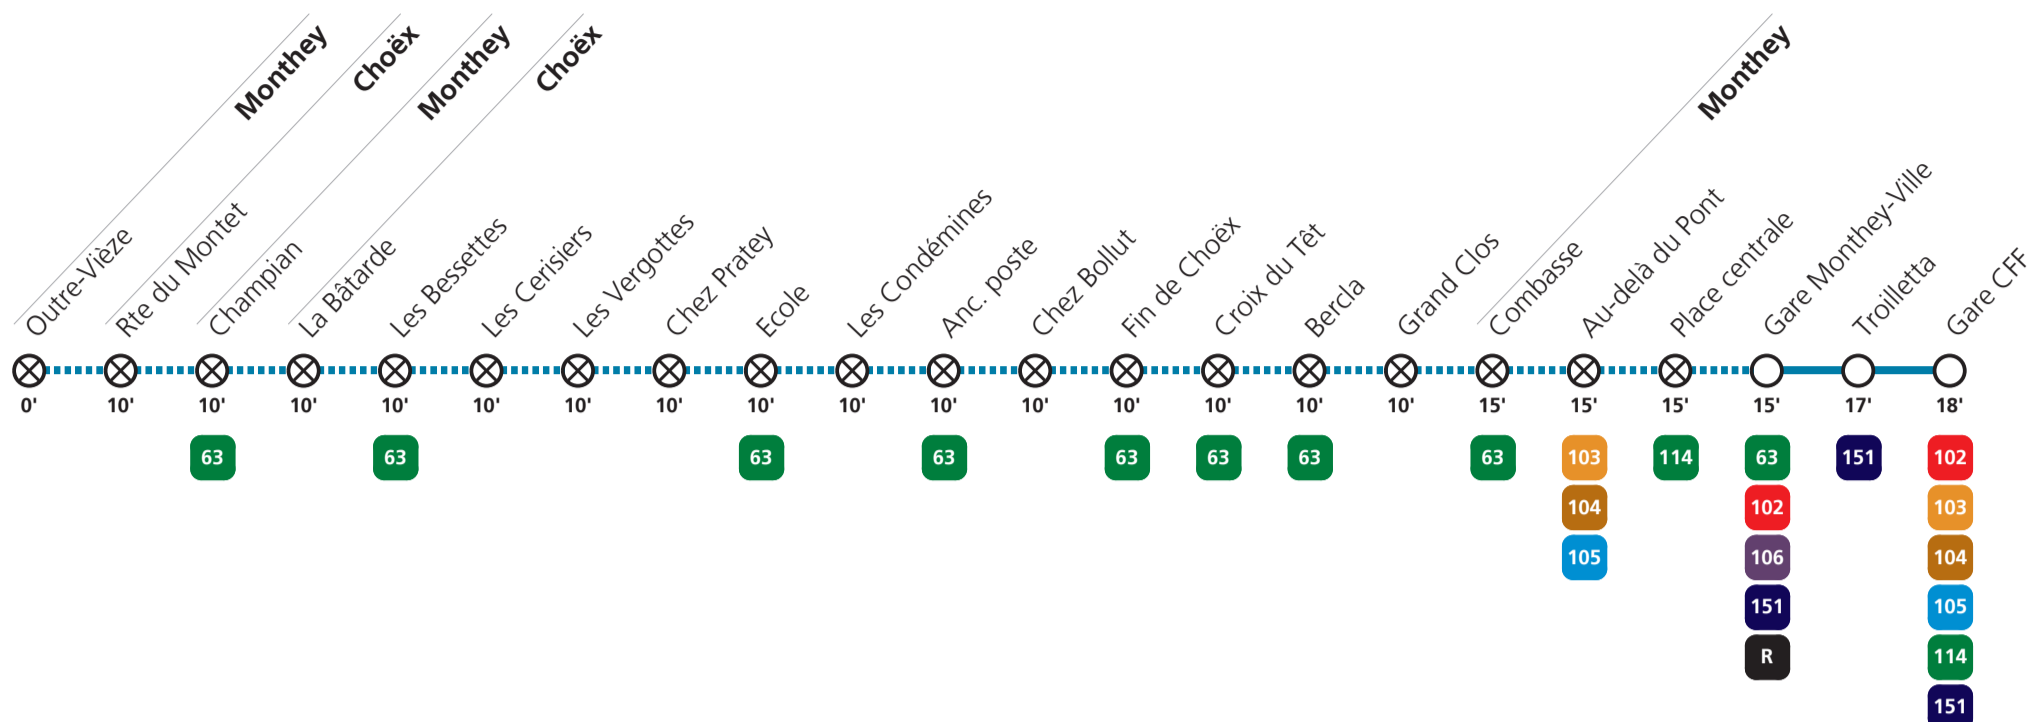 Monthey
Choëx
Monthey
Choëx
Monthey
Outre-Vièze
Rte du Montet
Champian
La Bâtarde
Les Bessettes
Les Cerisiers
Les Vergottes
Chez Pratey
Ecole
Les Condémines
Anc. poste
Chez Bollut
Fin de Choëx
Croix du Têt
Bercla
Grand Clos
Combasse
Au-delà du Pont
Place centrale
Gare Monthey-Ville
Troilletta
Gare CFF
0' 10' 10' 10' 10' 10' 10' 10' 10' 10' 10' 10' 10' 10' 10' 10' 15' 15' 15' 15' 17' 18'
63 63 63 63 63 63 63 63 103 114 63 151 102
104 102 103
105 106 104
151 105
R 114
151